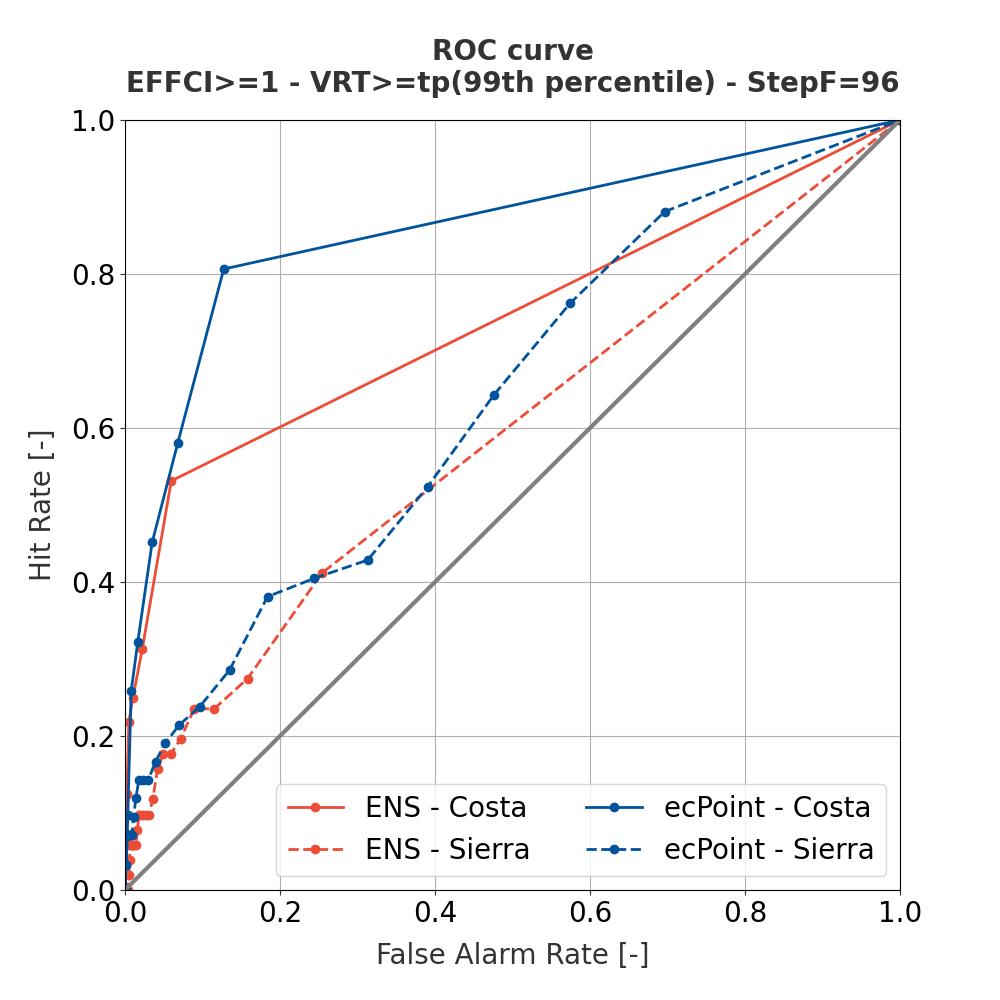 ROC curve
EFFCI>=1 - VRT>=tp(99th percentile) - StepF=96
1.0
0.8
0.6
0.4
0.2
0.0
Hit Rate [-]
ENS - Costa
ENS - Sierra
ecPoint - Costa
ecPoint - Sierra
0.0 0.2 0.4 0.6 0.8 1.0
False Alarm Rate [-]